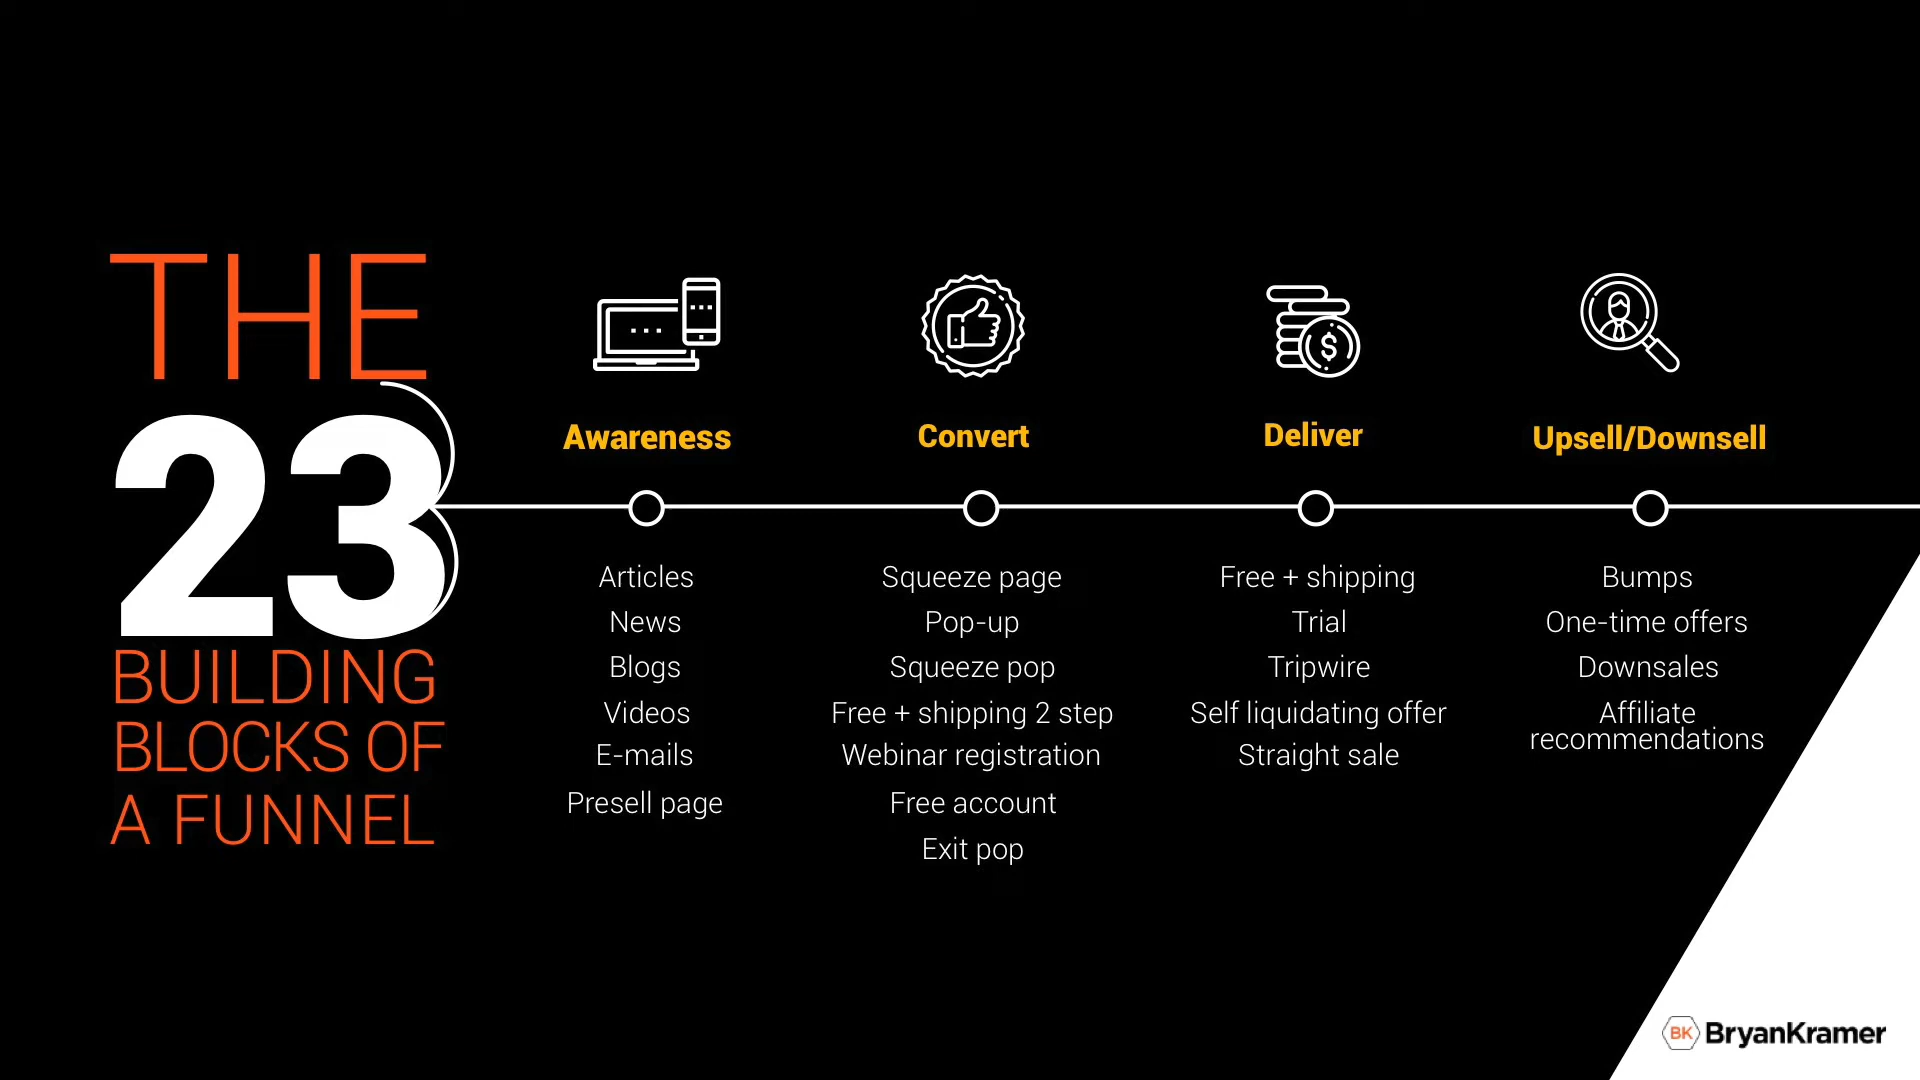 THE
23
BUILDING
BLOCKS OF
A FUNNEL
Awareness
Articles
News
Blogs
Videos
E-mails
Presell page
Convert
Squeeze page
Pop-up
Squeeze pop
Free + shipping 2 step
Webinar registration
Free account
Exit pop
$
Deliver
Free + shipping
Trial
Tripwire
Self liquidating offer
Straight sale
Upsell/Downsell
Bumps
One-time offers
Downsales
Affiliate
recommendations
BK BryanKramer